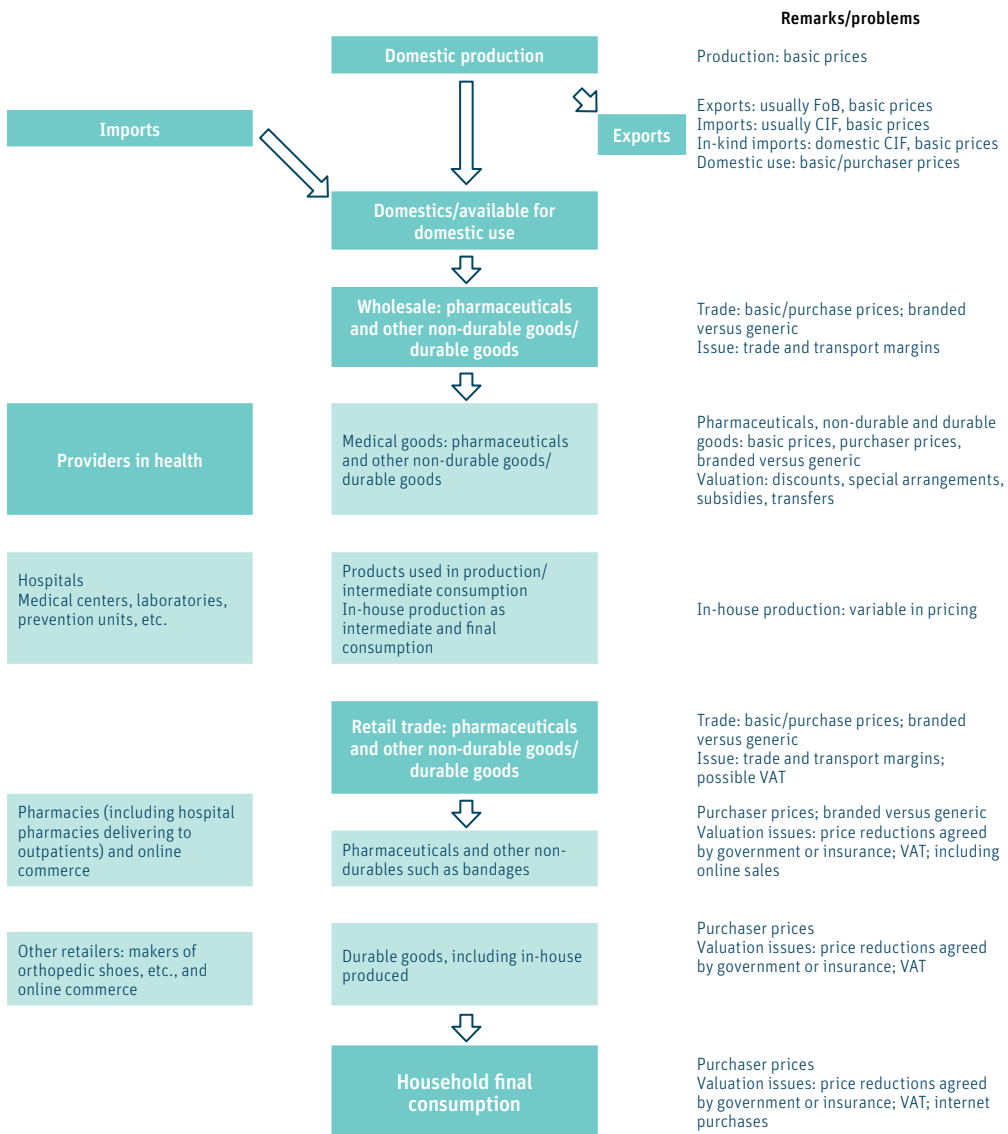 Remarks/problems
Domestic production
Production: basic prices
Imports
Exports
Exports: usually FoB, basic prices
Imports: usually CIF, basic prices
In-kind imports: domestic CIF, basic prices
Domestic use: basic/purchaser prices
Domestics/available for
domestic use
Wholesale: pharmaceuticals
and other non-durable goods/
durable goods
Trade: basic/purchase prices; branded
versus generic
Issue: trade and transport margins
Providers in health
Medical goods: pharmaceuticals
and other non-durable goods/
durable goods
Pharmaceuticals, non-durable and durable
goods: basic prices, purchaser prices,
branded versus generic
Valuation: discounts, special arrangements,
subsidies, transfers
Hospitals
Medical centers, laboratories,
prevention units, etc.
Products used in production/
intermediate consumption
In-house production as
intermediate and final
consumption
In-house production: variable in pricing
Retail trade: pharmaceuticals
and other non-durable goods/
durable goods
Trade: basic/purchase prices; branded
versus generic
Issue: trade and transport margins;
possible VAT
Pharmacies (including hospital
pharmacies delivering to
outpatients) and online
commerce
Pharmaceuticals and other non-
durables such as bandages
Purchaser prices; branded versus generic
Valuation issues: price reductions agreed
by government or insurance; VAT; including
online sales
Other retailers: makers of
orthopedic shoes, etc., and
online commerce
Durable goods, including in-house
produced
Purchaser prices
Valuation issues: price reductions agreed
by government or insurance; VAT
Household final
consumption
Purchaser prices
Valuation issues: price reductions agreed
by government or insurance; VAT; internet
purchases